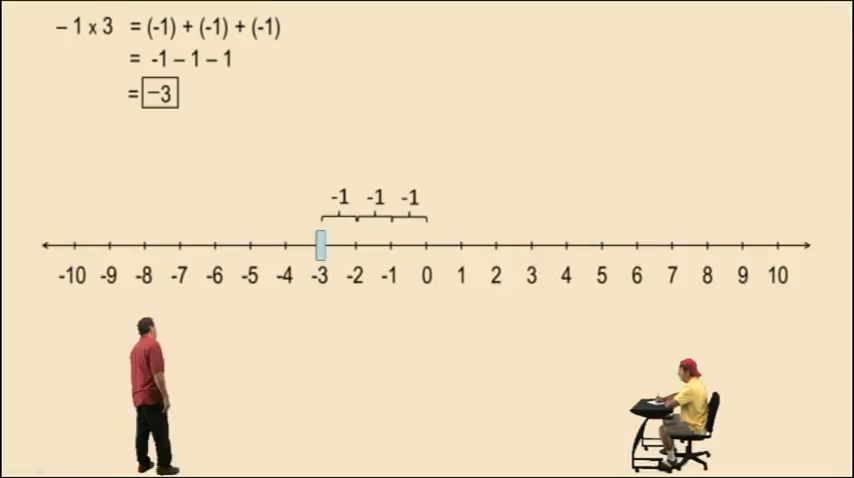 – 1 x 3 = (-1) + (-1) + (-1)
= -1 – 1 – 1
= –3
-1 -1 -1
-10 -9 -8 -7 -6 -5 -4 -3 -2 -1 0 1 2 3 4 5 6 7 8 9 10